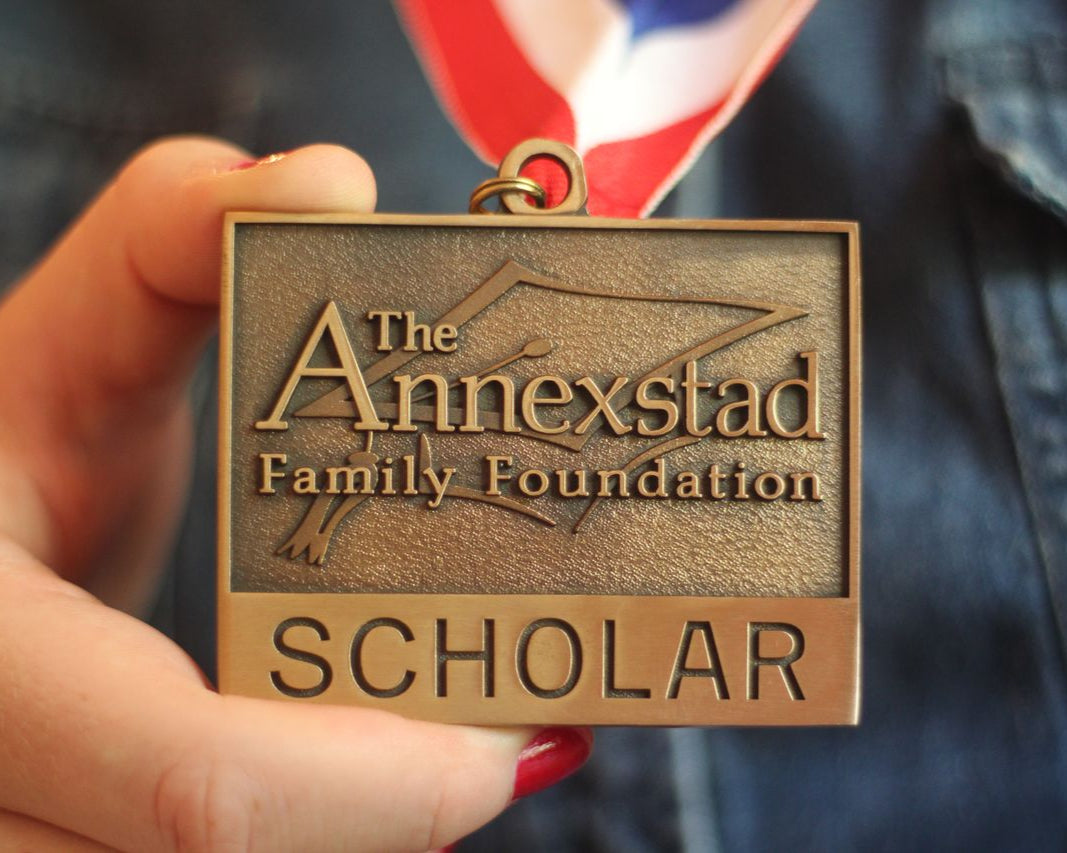 The
Annexstad
Family Foundation
SCHOLAR